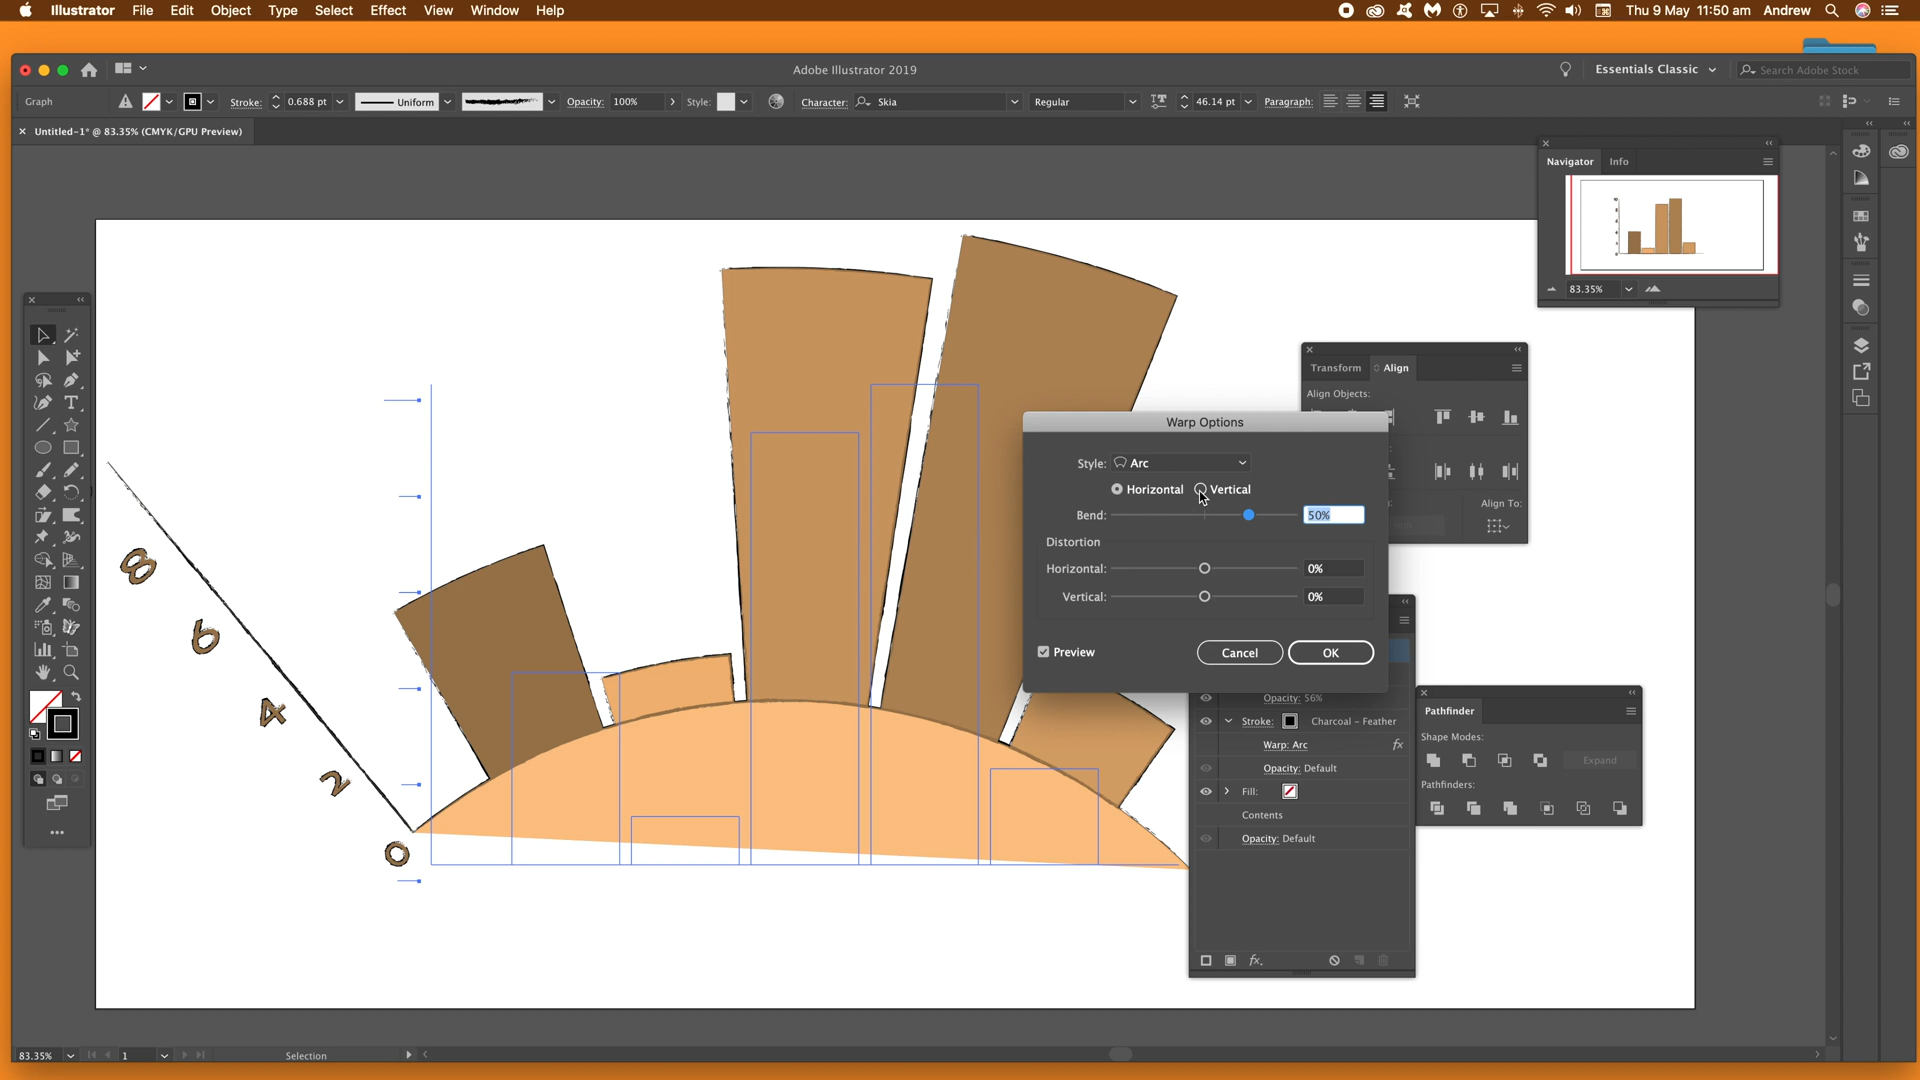 Illustrator File Edit Object Type Select Effect View Window Help
Thu 9 May 11:50 am Andrew
Adobe Illustrator 2019
Essentials Classic
Search Adobe Stock
Graph Stroke: 0.688 pt Uniform Opacity: 100% Style: Character: Skia Regular 46.14 pt Paragraph:
Untitled-1* @ 83.35% (CMYK/GPU Preview)
Navigator Info
83.35%
Transform Align
Align Objects:
Align To:
Warp Options
Style: Arc
Horizontal Vertical
Bend: 50%
Distortion
Horizontal: 0%
Vertical: 0%
Preview Cancel OK
8
6
4
2
0
Opacity: 56%
Stroke: Charcoal - Feather
Warp: Arc fx
Opacity: Default
Fill:
Contents
Opacity: Default
fx
Pathfinder
Shape Modes:
Expand
Pathfinders:
83.35% 1 Selection